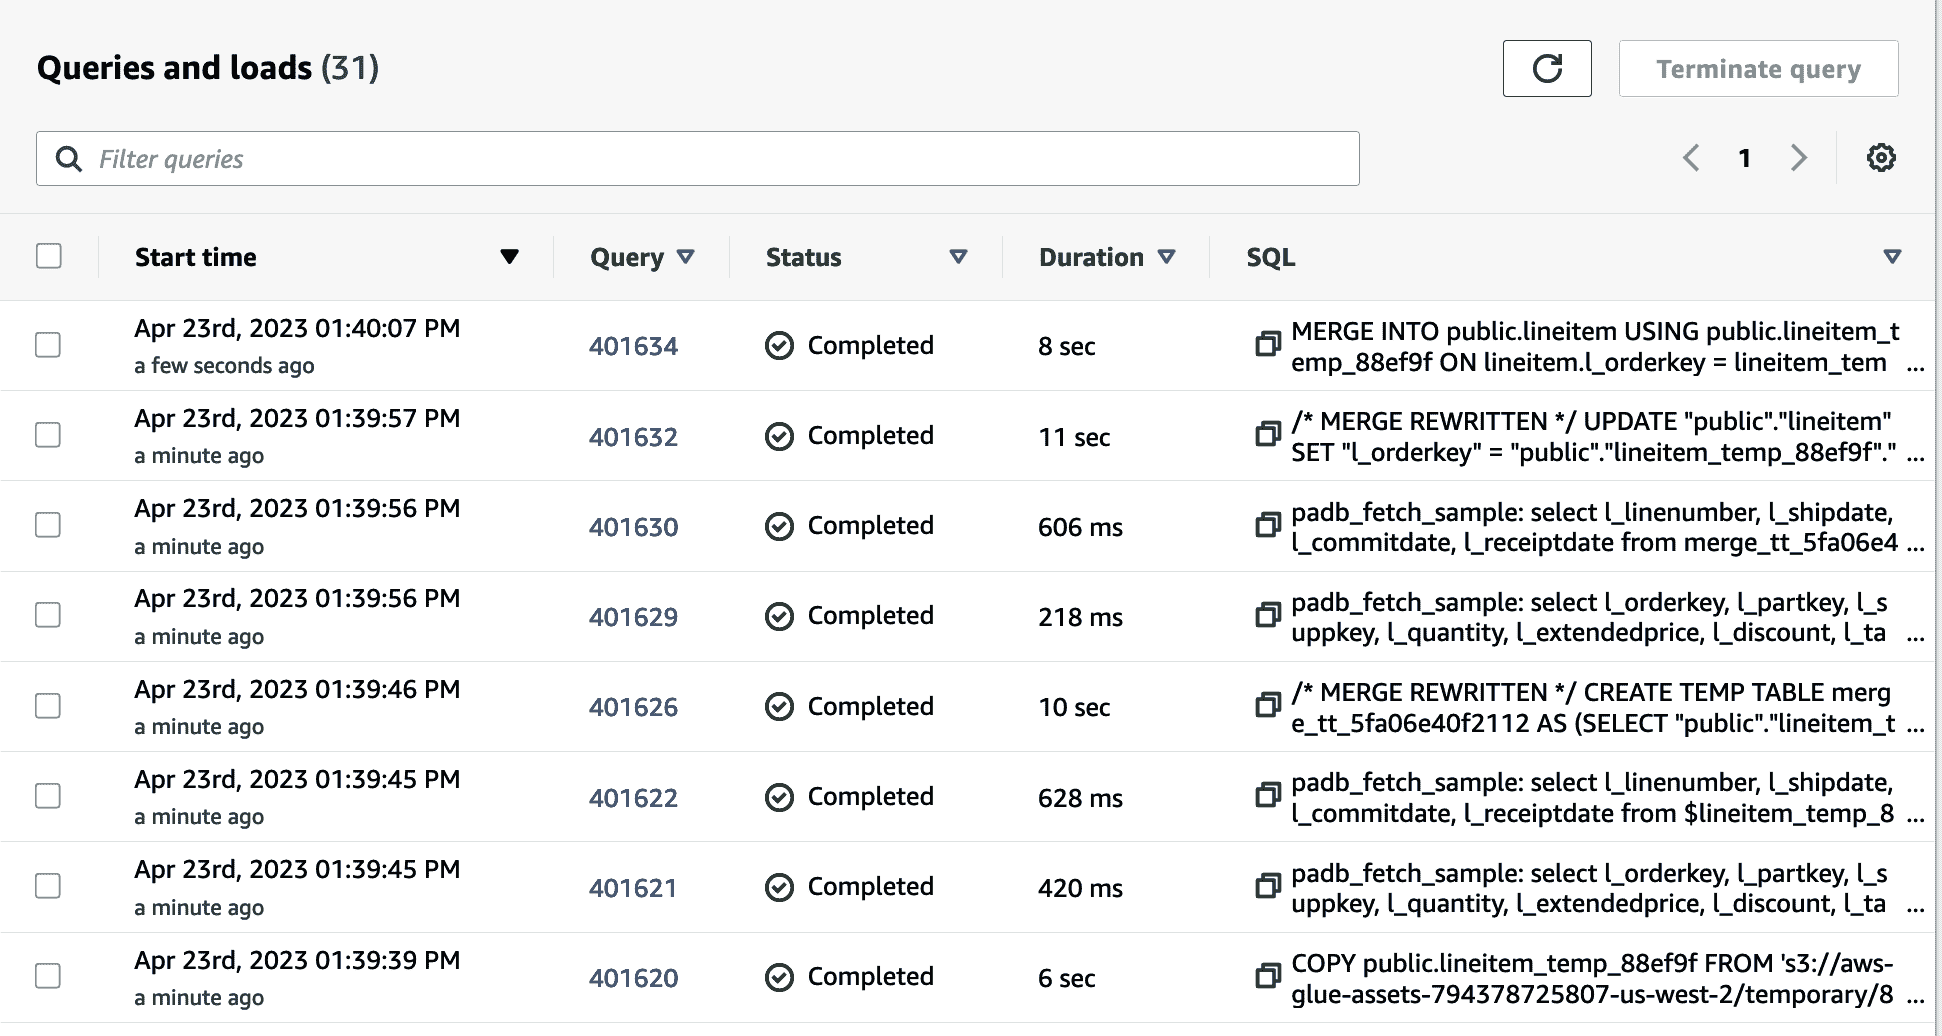 Queries and loads (31)
Terminate query
Filter queries
1
Start time
Query
Status
Duration
SQL
Apr 23rd, 2023 01:40:07 PM
a few seconds ago
401634
Completed
8 sec
MERGE INTO public.lineitem USING public.lineitem_t
emp_88ef9f ON lineitem.l_orderkey = lineitem_tem ...
Apr 23rd, 2023 01:39:57 PM
a minute ago
401632
Completed
11 sec
/* MERGE REWRITTEN */ UPDATE "public"."lineitem"
SET "l_orderkey" = "public"."lineitem_temp_88ef9f"." ...
Apr 23rd, 2023 01:39:56 PM
a minute ago
401630
Completed
606 ms
padb_fetch_sample: select l_linenumber, l_shipdate,
l_commitdate, l_receiptdate from merge_tt_5fa06e4 ...
Apr 23rd, 2023 01:39:56 PM
a minute ago
401629
Completed
218 ms
padb_fetch_sample: select l_orderkey, l_partkey, l_s
uppkey, l_quantity, l_extendedprice, l_discount, l_ta ...
Apr 23rd, 2023 01:39:46 PM
a minute ago
401626
Completed
10 sec
/* MERGE REWRITTEN */ CREATE TEMP TABLE merg
e_tt_5fa06e40f2112 AS (SELECT "public"."lineitem_t ...
Apr 23rd, 2023 01:39:45 PM
a minute ago
401622
Completed
628 ms
padb_fetch_sample: select l_linenumber, l_shipdate,
l_commitdate, l_receiptdate from $lineitem_temp_8 ...
Apr 23rd, 2023 01:39:45 PM
a minute ago
401621
Completed
420 ms
padb_fetch_sample: select l_orderkey, l_partkey, l_s
uppkey, l_quantity, l_extendedprice, l_discount, l_ta ...
Apr 23rd, 2023 01:39:39 PM
a minute ago
401620
Completed
6 sec
COPY public.lineitem_temp_88ef9f FROM 's3://aws-
glue-assets-794378725807-us-west-2/temporary/8 ...